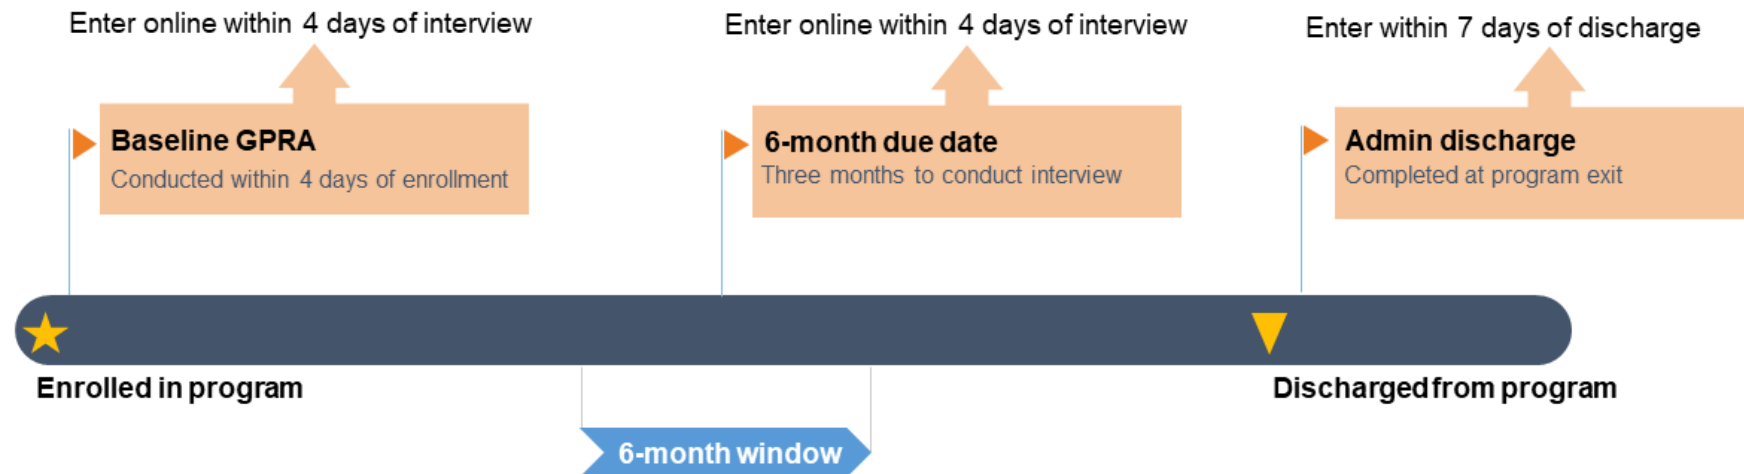 Enter online within 4 days of interview
Enter online within 4 days of interview
Enter within 7 days of discharge
Baseline GPRA
Conducted within 4 days of enrollment
6-month due date
Three months to conduct interview
Admin discharge
Completed at program exit
Enrolled in program
Discharged from program
6-month window